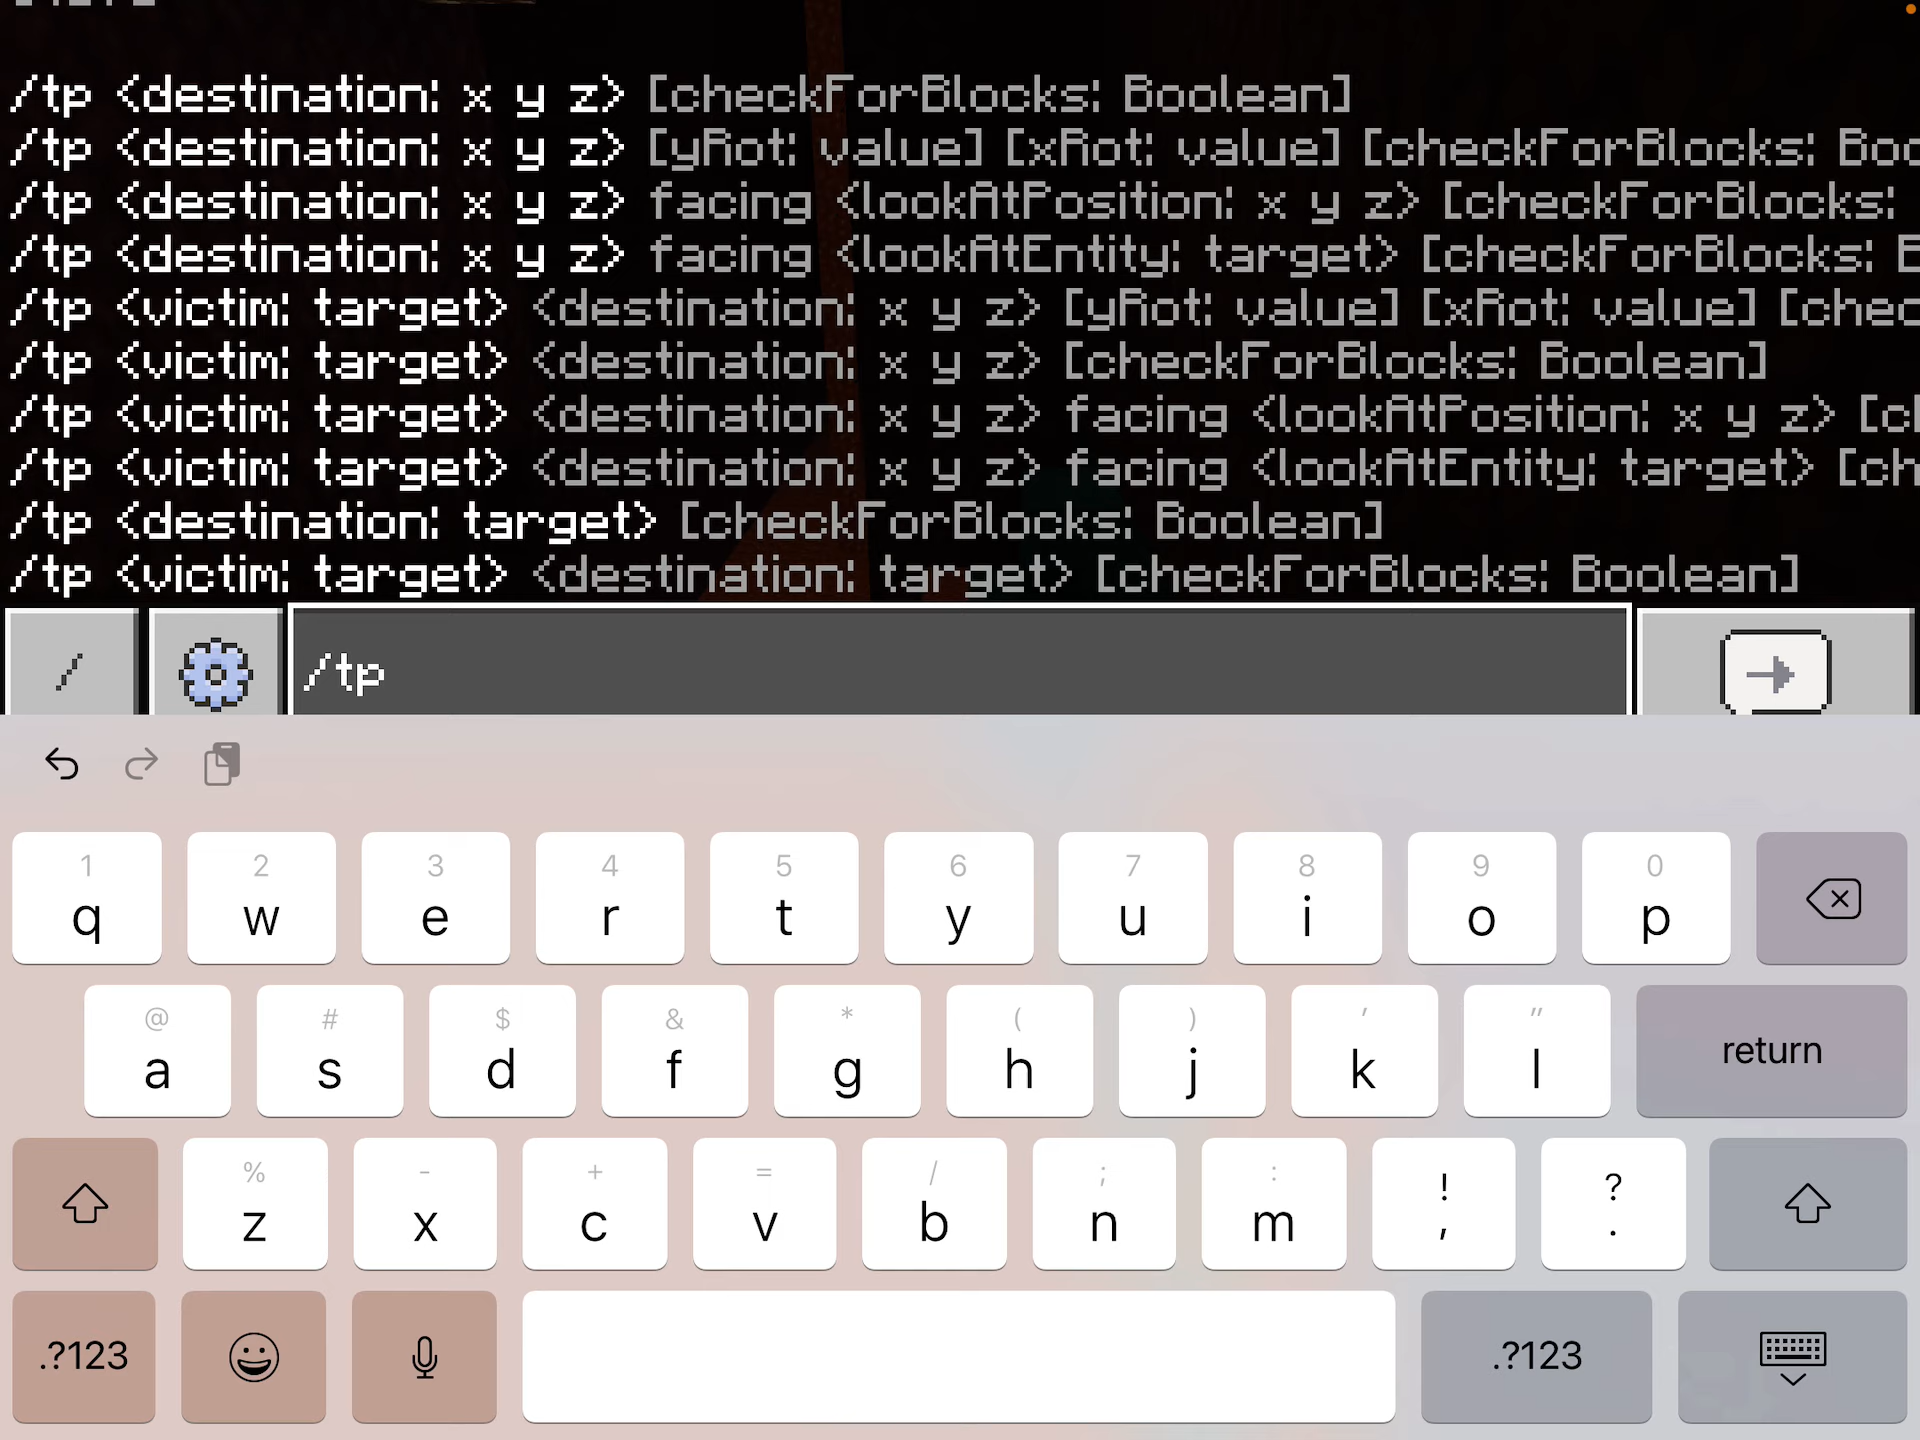 /tp <destination: x y z> [checkForBlocks: Boolean]
/tp <destination: x y z> [yRot: value] [xRot: value] [checkForBlocks: Boo
/tp <destination: x y z> facing <lookAtPosition: x y z> [checkForBlocks:
/tp <destination: x y z> facing <lookAtEntity: target> [checkForBlocks: B
/tp <victim: target> <destination: x y z> [yRot: value] [xRot: value] [chec
/tp <victim: target> <destination: x y z> [checkForBlocks: Boolean]
/tp <victim: target> <destination: x y z> facing <lookAtPosition: x y z> [ch
/tp <victim: target> <destination: x y z> facing <lookAtEntity: target> [ch
/tp <destination: target> [checkForBlocks: Boolean]
/tp <victim: target> <destination: target> [checkForBlocks: Boolean]
/ /tp
1 2 3 4 5 6 7 8 9 0
q w e r t y u i o p
@ # $ & * ( ) ' "
a s d f g h j k l return
% - + = / ; : ! ?
z x c v b n m , .
.?123 .?123